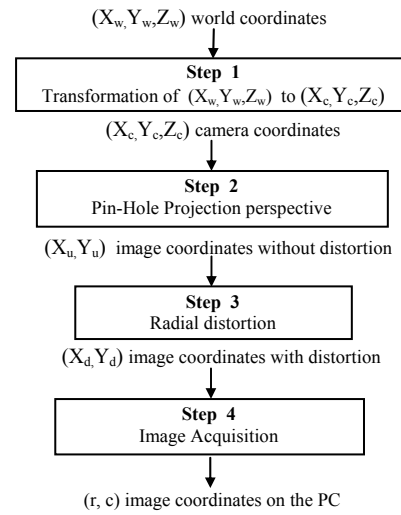 (Xw,Yw,Zw) world coordinates
Step 1
Transformation of (Xw,Yw,Zw) to (Xc,Yc,Zc)
(Xc,Yc,Zc) camera coordinates
Step 2
Pin-Hole Projection perspective
(Xu,Yu) image coordinates without distortion
Step 3
Radial distortion
(Xd,Yd) image coordinates with distortion
Step 4
Image Acquisition
(r, c) image coordinates on the PC